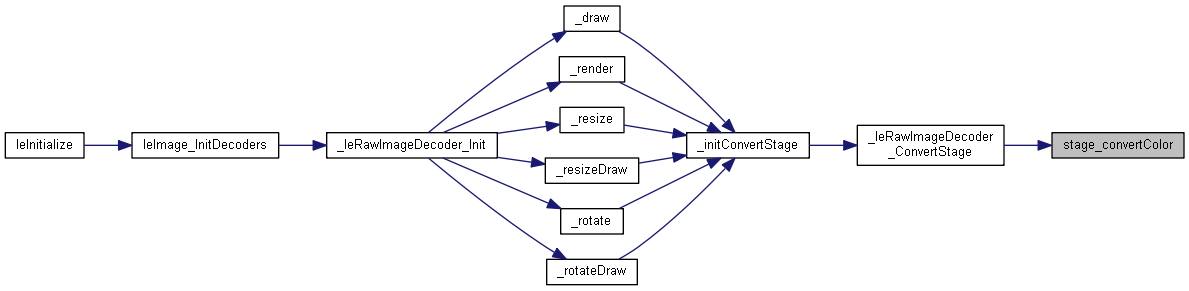 leInitialize
leImage_InitDecoders
_leRawImageDecoder_Init
_draw
_render
_resize
_resizeDraw
_rotate
_rotateDraw
_initConvertStage
_leRawImageDecoder
_ConvertStage
stage_convertColor